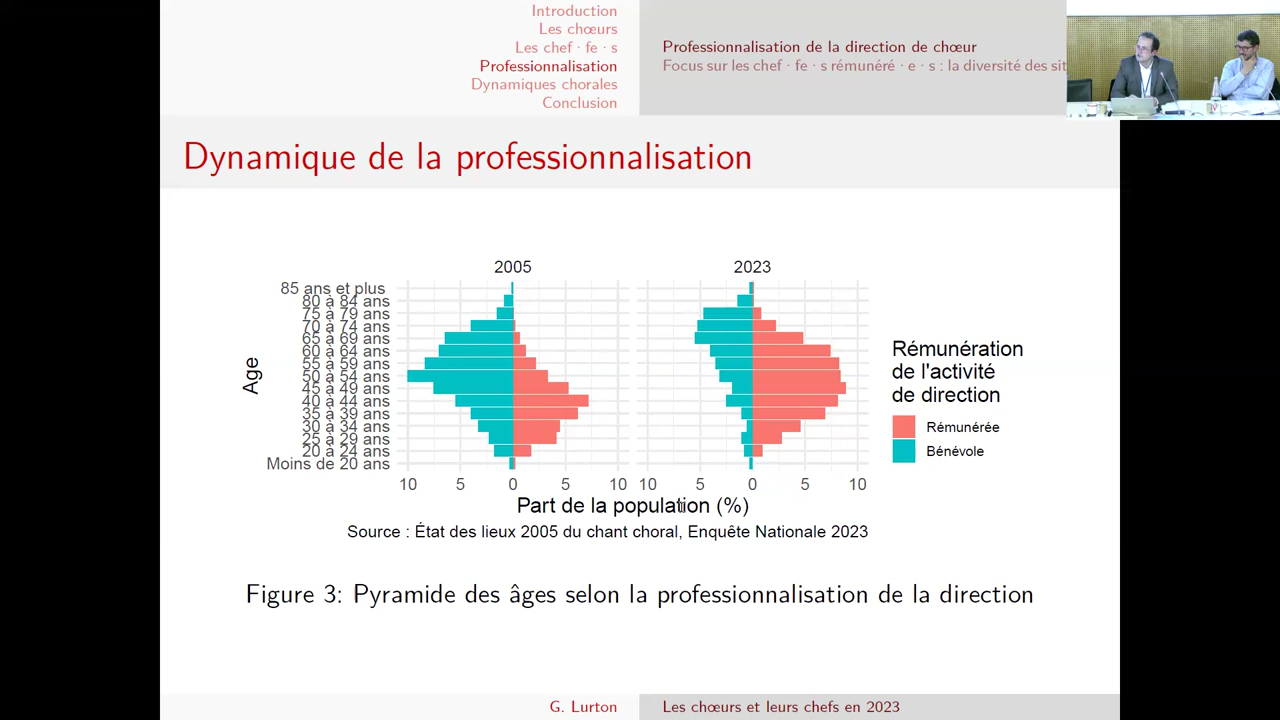 Introduction
Les chœurs
Les chef · fe · s
Professionnalisation
Dynamiques chorales
Conclusion
Professionnalisation de la direction de chœur
Focus sur les chef · fe · s rémunéré · e · s : la diversité des sit
Dynamique de la professionnalisation
2005
2023
85 ans et plus
80 à 84 ans
75 à 79 ans
70 à 74 ans
65 à 69 ans
60 à 64 ans
55 à 59 ans
50 à 54 ans
45 à 49 ans
40 à 44 ans
35 à 39 ans
30 à 34 ans
25 à 29 ans
20 à 24 ans
Moins de 20 ans
Age
10 5 0 5 10
10 5 0 5 10
Part de la population (%)
Rémunération
de l'activité
de direction
Rémunérée
Bénévole
Source : État des lieux 2005 du chant choral, Enquête Nationale 2023
Figure 3: Pyramide des âges selon la professionnalisation de la direction
G. Lurton
Les chœurs et leurs chefs en 2023